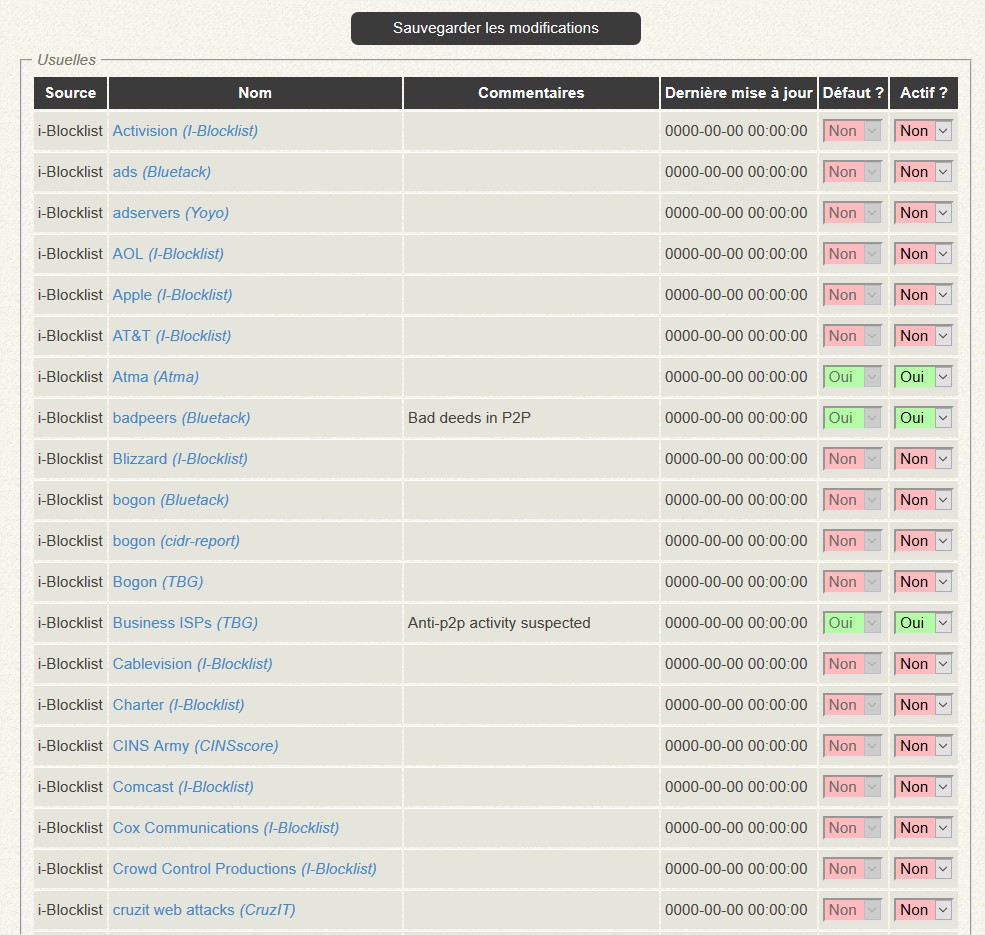 Sauvegarder les modifications
Usuelles
Source Nom Commentaires Dernière mise à jour Défaut ? Actif ?
i-Blocklist Activision (I-Blocklist) 0000-00-00 00:00:00 Non Non
i-Blocklist ads (Bluetack) 0000-00-00 00:00:00 Non Non
i-Blocklist adservers (Yoyo) 0000-00-00 00:00:00 Non Non
i-Blocklist AOL (I-Blocklist) 0000-00-00 00:00:00 Non Non
i-Blocklist Apple (I-Blocklist) 0000-00-00 00:00:00 Non Non
i-Blocklist AT&T (I-Blocklist) 0000-00-00 00:00:00 Non Non
i-Blocklist Atma (Atma) 0000-00-00 00:00:00 Oui Oui
i-Blocklist badpeers (Bluetack) Bad deeds in P2P 0000-00-00 00:00:00 Oui Oui
i-Blocklist Blizzard (I-Blocklist) 0000-00-00 00:00:00 Non Non
i-Blocklist bogon (Bluetack) 0000-00-00 00:00:00 Non Non
i-Blocklist bogon (cidr-report) 0000-00-00 00:00:00 Non Non
i-Blocklist Bogon (TBG) 0000-00-00 00:00:00 Non Non
i-Blocklist Business ISPs (TBG) Anti-p2p activity suspected 0000-00-00 00:00:00 Oui Oui
i-Blocklist Cablevision (I-Blocklist) 0000-00-00 00:00:00 Non Non
i-Blocklist Charter (I-Blocklist) 0000-00-00 00:00:00 Non Non
i-Blocklist CINS Army (CINSscore) 0000-00-00 00:00:00 Non Non
i-Blocklist Comcast (I-Blocklist) 0000-00-00 00:00:00 Non Non
i-Blocklist Cox Communications (I-Blocklist) 0000-00-00 00:00:00 Non Non
i-Blocklist Crowd Control Productions (I-Blocklist) 0000-00-00 00:00:00 Non Non
i-Blocklist cruzit web attacks (CruzIT) 0000-00-00 00:00:00 Non Non